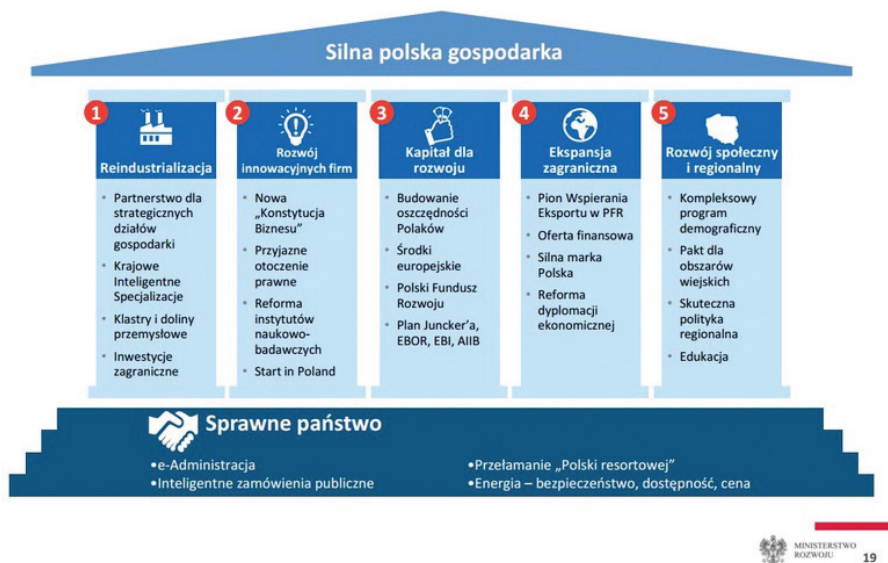 Silna polska gospodarka
1
Reindustrializacja
• Partnerstwo dla
strategicznych
działów
gospodarki
• Krajowe
Inteligentne
Specjalizacje
• Klastry i doliny
przemysłowe
• Inwestycje
zagraniczne
2
Rozwój
innowacyjnych firm
• Nowa
„Konstytucja
Biznesu”
• Przyjazne
otoczenie
prawne
• Reforma
instytutów
naukowo-
badawczych
• Start in Poland
3
Kapitał dla
rozwoju
• Budowanie
oszczędności
Polaków
• Środki
europejskie
• Polski Fundusz
Rozwoju
• Plan Juncker’a,
EBOR, EBI, AIIB
4
Ekspansja
zagraniczna
• Pion Wspierania
Eksportu w PFR
• Oferta finansowa
• Silna marka
Polska
• Reforma
dyplomacji
ekonomicznej
5
Rozwój społeczny
i regionalny
• Kompleksowy
program
demograficzny
• Pakt dla
obszarów
wiejskich
• Skuteczna
polityka
regionalna
• Edukacja
Sprawne państwo
•e-Administracja
•Inteligentne zamówienia publiczne
•Przełamanie „Polski resortowej”
•Energia – bezpieczeństwo, dostępność, cena
MINISTERSTWO
ROZWOJU
19